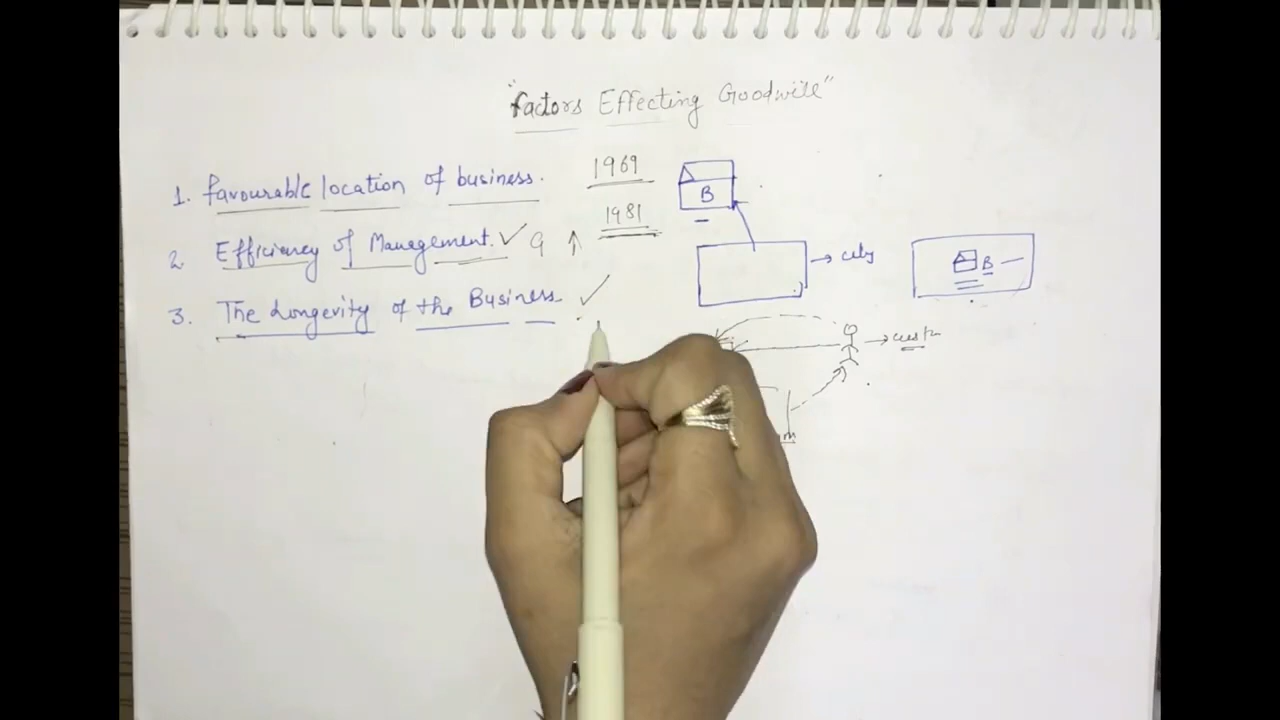 "Factors Effecting Goodwill"
1. favourable location of business.
1969
B
1981
2. Efficiency of Management. ✓ G ↑
→ city
B
3. The Longevity of the Business ✓